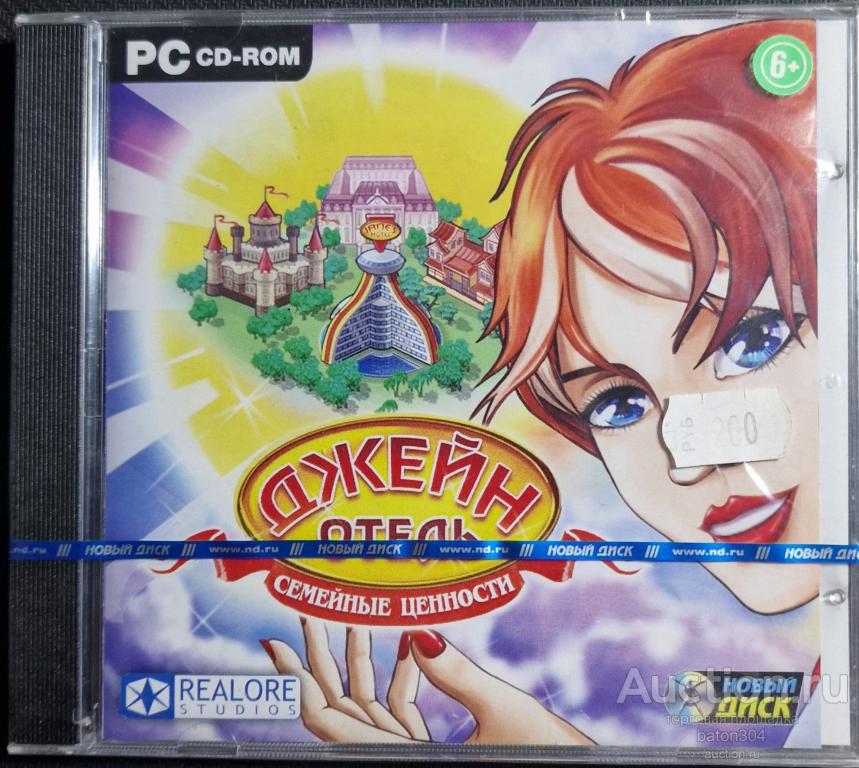 PC CD-ROM
6+
JANE'S
HOTEL
РУБ 200
ДЖЕЙН
ОТЕЛЬ
www.nd.ru /// НОВЫЙ ДИСК /// www.nd.ru /// НОВЫЙ ДИСК /// www.nd.ru /// НОВЫЙ ДИСК /// www.nd.ru /// НОВЫЙ ДИСК
СЕМЕЙНЫЕ ЦЕННОСТИ
REALORE
STUDIOS
НОВЫЙ
ДИСК
Auction.ru
торговая площадка
baton304
auction.ru